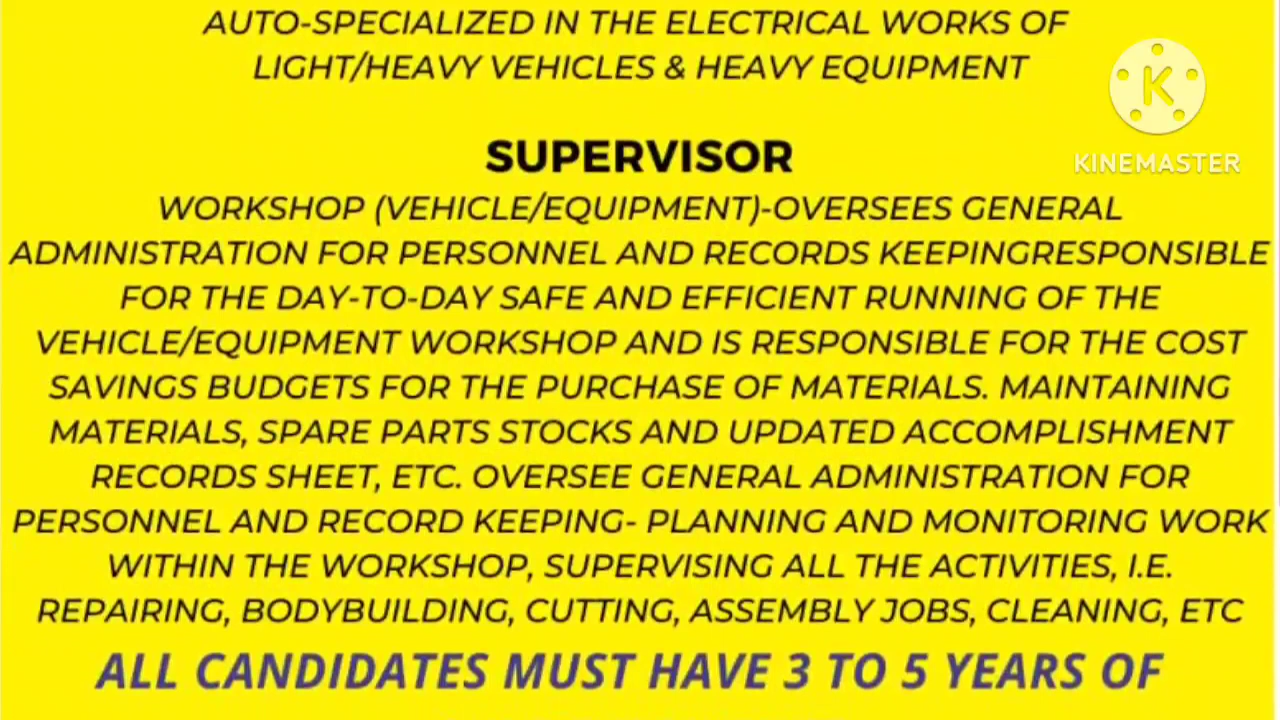 AUTO-SPECIALIZED IN THE ELECTRICAL WORKS OF
LIGHT/HEAVY VEHICLES & HEAVY EQUIPMENT
K
KINEMASTER
SUPERVISOR
WORKSHOP (VEHICLE/EQUIPMENT)-OVERSEES GENERAL
ADMINISTRATION FOR PERSONNEL AND RECORDS KEEPINGRESPONSIBLE
FOR THE DAY-TO-DAY SAFE AND EFFICIENT RUNNING OF THE
VEHICLE/EQUIPMENT WORKSHOP AND IS RESPONSIBLE FOR THE COST
SAVINGS BUDGETS FOR THE PURCHASE OF MATERIALS. MAINTAINING
MATERIALS, SPARE PARTS STOCKS AND UPDATED ACCOMPLISHMENT
RECORDS SHEET, ETC. OVERSEE GENERAL ADMINISTRATION FOR
PERSONNEL AND RECORD KEEPING- PLANNING AND MONITORING WORK
WITHIN THE WORKSHOP, SUPERVISING ALL THE ACTIVITIES, I.E.
REPAIRING, BODYBUILDING, CUTTING, ASSEMBLY JOBS, CLEANING, ETC
ALL CANDIDATES MUST HAVE 3 TO 5 YEARS OF